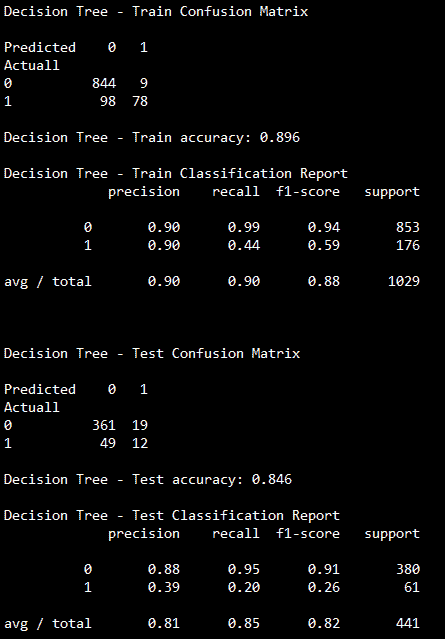 Decision Tree - Train Confusion Matrix
Predicted 0 1
Actuall
0 844 9
1 98 78
Decision Tree - Train accuracy: 0.896
Decision Tree - Train Classification Report
precision recall f1-score support
0 0.90 0.99 0.94 853
1 0.90 0.44 0.59 176
avg / total 0.90 0.90 0.88 1029
Decision Tree - Test Confusion Matrix
Predicted 0 1
Actuall
0 361 19
1 49 12
Decision Tree - Test accuracy: 0.846
Decision Tree - Test Classification Report
precision recall f1-score support
0 0.88 0.95 0.91 380
1 0.39 0.20 0.26 61
avg / total 0.81 0.85 0.82 441